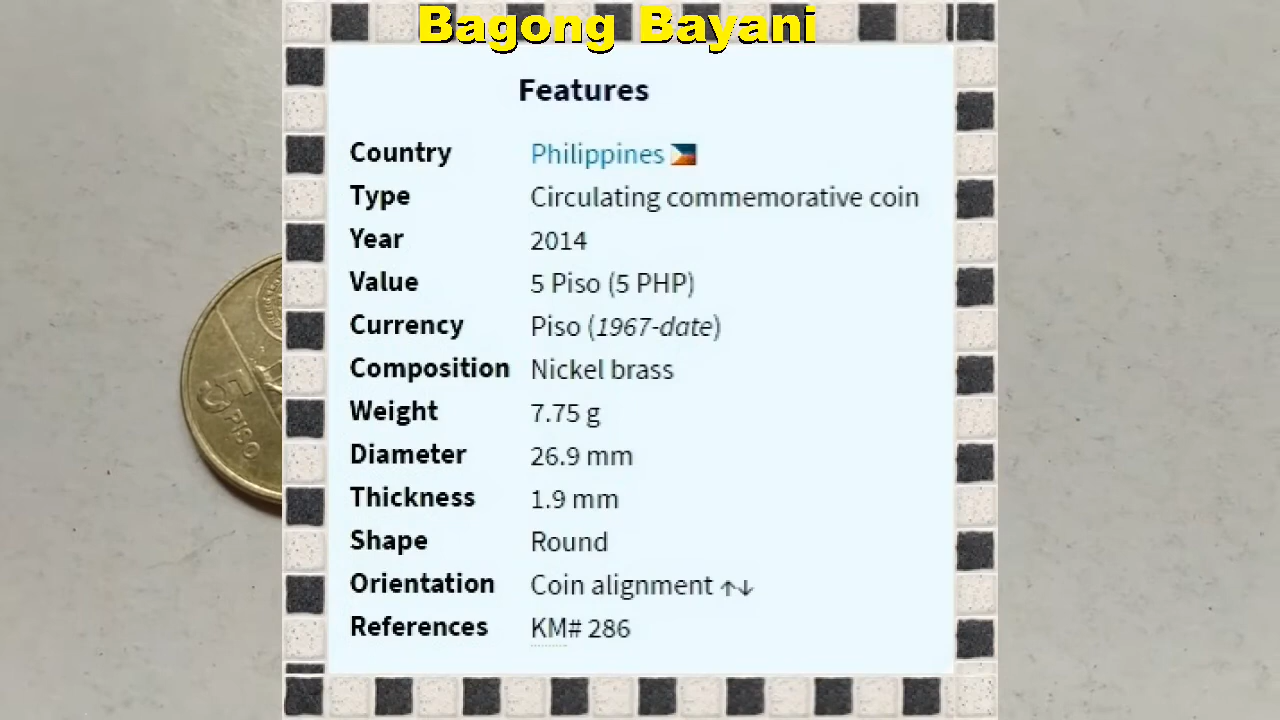 Bagong Bayani
Features
Country Philippines
Type Circulating commemorative coin
Year 2014
Value 5 Piso (5 PHP)
Currency Piso (1967-date)
Composition Nickel brass
Weight 7.75 g
Diameter 26.9 mm
Thickness 1.9 mm
Shape Round
Orientation Coin alignment ↑↓
References KM# 286
5
PISO